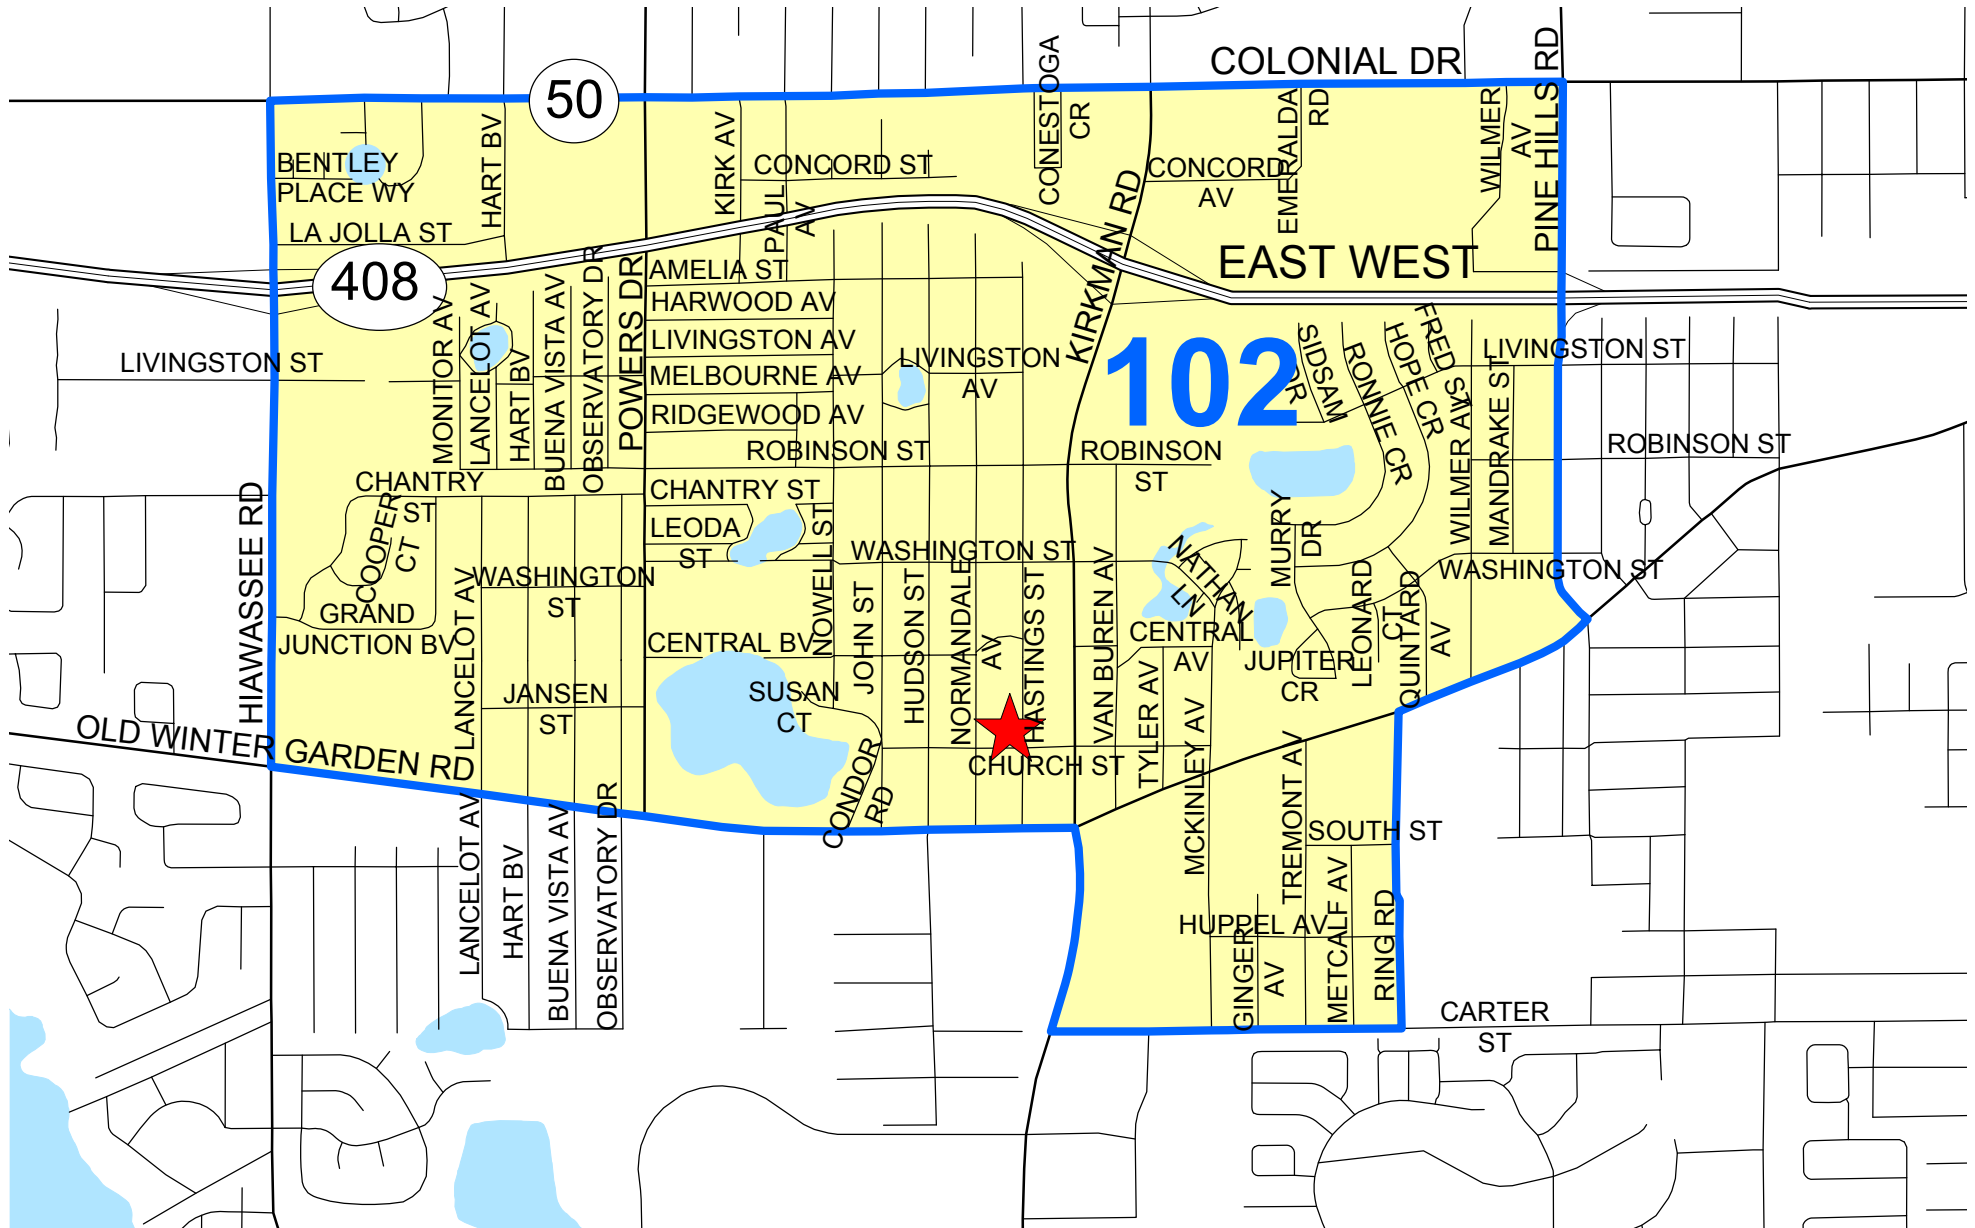 COLONIAL DR
PINE HILLS RD
50
CONESTOGA
CR
EMERALDA
RD
WILMER
AV
HART BV
KIRK AV
BENTLEY
PLACE WY
CONCORD ST
CONCORD
AV
PAUL
AV
KIRKMAN RD
LA JOLLA ST
408
EAST WEST
AMELIA ST
HARWOOD AV
LIVINGSTON AV
MELBOURNE AV
RIDGEWOOD AV
LIVINGSTON ST
MONITOR AV
LANCELOT AV
HART BV
BUENA VISTA AV
OBSERVATORY DR
POWERS DR
LIVINGSTON
AV
102
SIDSAM
DR
RONNIE CR
HOPE CR
FRED ST
WILMER AV
MANDRAKE ST
LIVINGSTON ST
ROBINSON ST
ROBINSON
ST
ROBINSON ST
HIAWASSEE RD
CHANTRY
ST
CHANTRY ST
COOPER
CT
LEODA
ST
NOWELL ST
WASHINGTON ST
MURRY
DR
NATHAN
LN
WASHINGTON ST
WASHINGTON
ST
LANCELOT AV
GRAND
JUNCTION BV
JOHN ST
HUDSON ST
NORMANDALE
AV
HASTINGS ST
VAN BUREN AV
CENTRAL BV
CENTRAL
AV
LEONARD
CT
QUINTARD
AV
JUPITER
CR
JANSEN
ST
SUSAN
CT
TYLER AV
MCKINLEY AV
OLD WINTER GARDEN RD
CHURCH ST
CONDOR
RD
TREMONT AV
SOUTH ST
LANCELOT AV
HART BV
BUENA VISTA AV
OBSERVATORY DR
METCALF AV
RING RD
HUPPEL AV
GINGER
AV
CARTER
ST